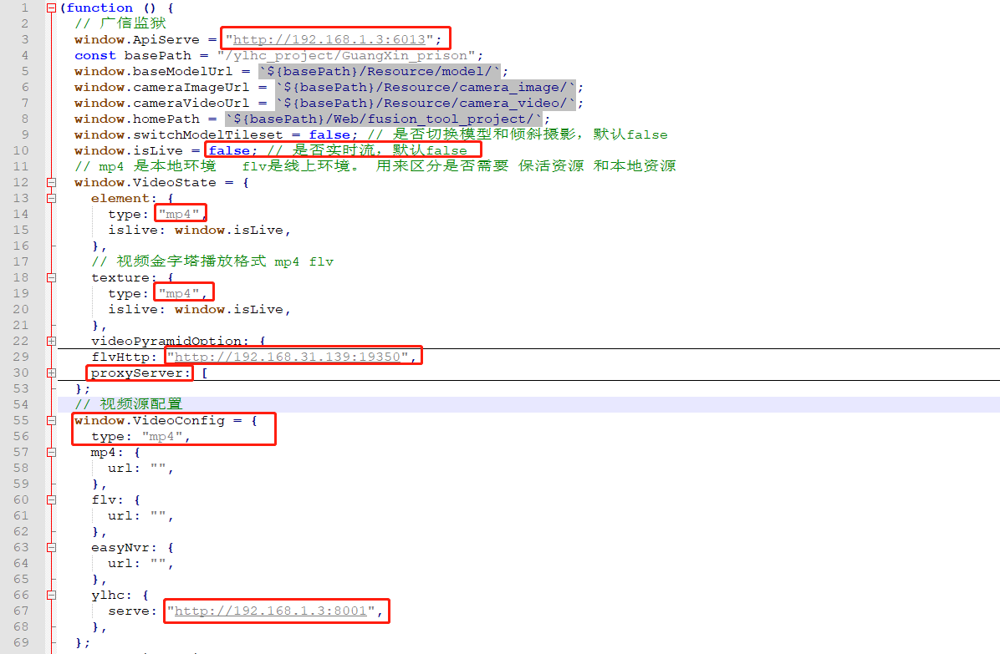 1 (function () {
2 // 广信监狱
3 window.ApiServe = "http://192.168.1.3:6013";
4 const basePath = "/ylhc_project/GuangXin_prison";
5 window.baseModelUrl = `${basePath}/Resource/model/`;
6 window.cameraImageUrl = `${basePath}/Resource/camera_image/`;
7 window.cameraVideoUrl = `${basePath}/Resource/camera_video/`;
8 window.homePath = `${basePath}/Web/fusion_tool_project/`;
9 window.switchModelTileset = false; // 是否切换模型和倾斜摄影，默认false
10 window.isLive = false; // 是否实时流，默认false
11 // mp4 是本地环境   flv是线上环境。 用来区分是否需要 保活资源 和本地资源
12 window.VideoState = {
13 element: {
14 type: "mp4",
15 islive: window.isLive,
16 },
17 // 视频金字塔播放格式 mp4 flv
18 texture: {
19 type: "mp4",
20 islive: window.isLive,
21 },
22 videoPyramidOption: {
29 flvHttp: "http://192.168.31.139:19350",
30 proxyServer: [
53 };
54 // 视频源配置
55 window.VideoConfig = {
56 type: "mp4",
57 mp4: {
58 url: "",
59 },
60 flv: {
61 url: "",
62 },
63 easyNvr: {
64 url: "",
65 },
66 ylhc: {
67 serve: "http://192.168.1.3:8001",
68 },
69 };